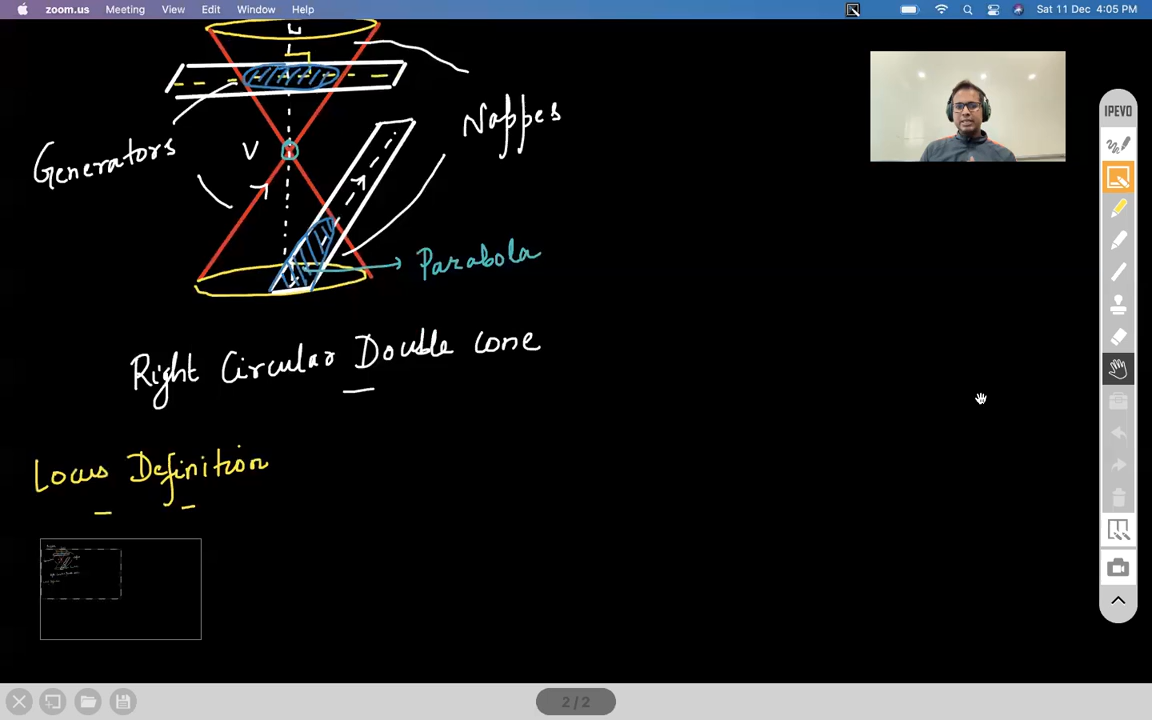 zoom.us Meeting View Edit Window Help Sat 11 Dec 4:05 PM
IPEVO
Nappes
Generators
V
Parabola
Right Circular Double cone
Locus Definition
2 / 2